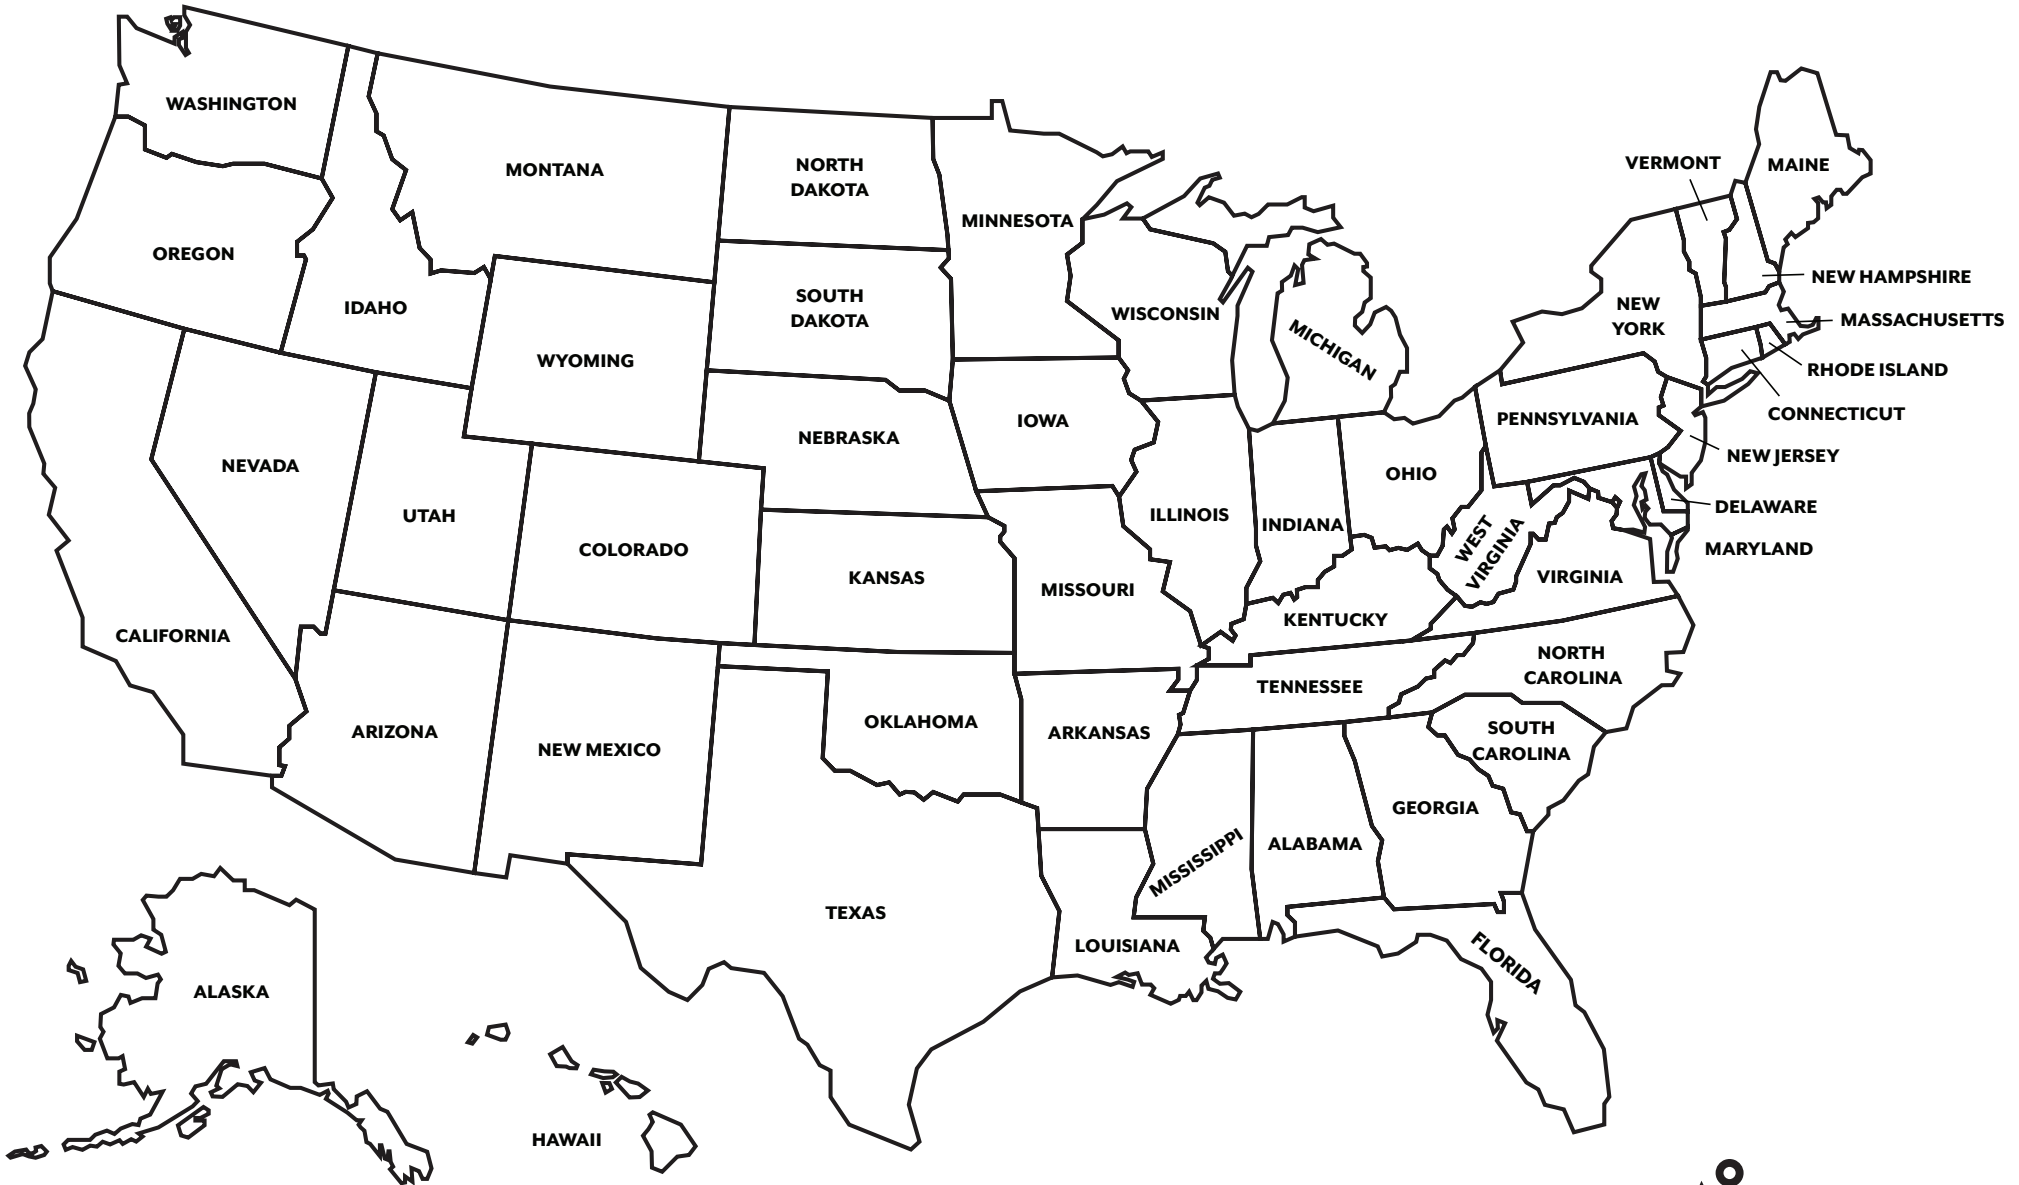 WASHINGTON
MONTANA
NORTH
DAKOTA
MINNESOTA
VERMONT
MAINE
OREGON
IDAHO
SOUTH
DAKOTA
WISCONSIN
MICHIGAN
NEW
YORK
NEW HAMPSHIRE
MASSACHUSETTS
RHODE ISLAND
CONNECTICUT
WYOMING
NEBRASKA
IOWA
PENNSYLVANIA
NEW JERSEY
NEVADA
UTAH
COLORADO
KANSAS
MISSOURI
ILLINOIS
INDIANA
OHIO
WEST
VIRGINIA
VIRGINIA
DELAWARE
MARYLAND
CALIFORNIA
KENTUCKY
ARIZONA
NEW MEXICO
OKLAHOMA
ARKANSAS
TENNESSEE
NORTH
CAROLINA
SOUTH
CAROLINA
TEXAS
LOUISIANA
MISSISSIPPI
ALABAMA
GEORGIA
FLORIDA
ALASKA
HAWAII